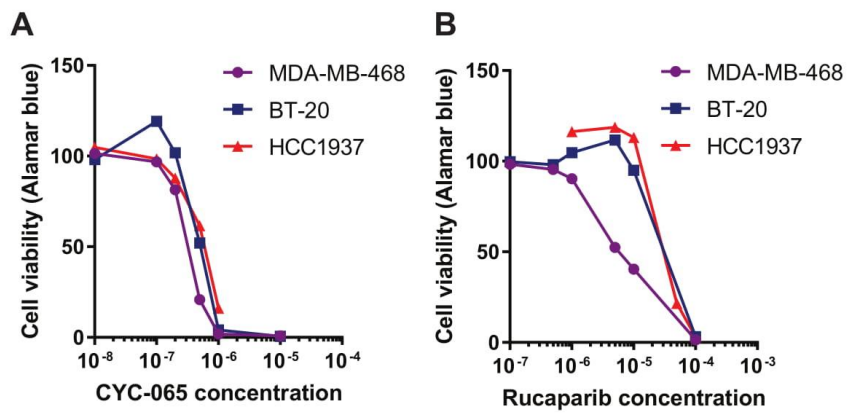 A
Cell viability (Alamar blue)
150
100
50
0
10-8
10-7
10-6
10-5
10-4
CYC-065 concentration
MDA-MB-468
BT-20
HCC1937
B
Cell viability (Alamar blue)
150
100
50
0
10-7
10-6
10-5
10-4
10-3
Rucaparib concentration
MDA-MB-468
BT-20
HCC1937